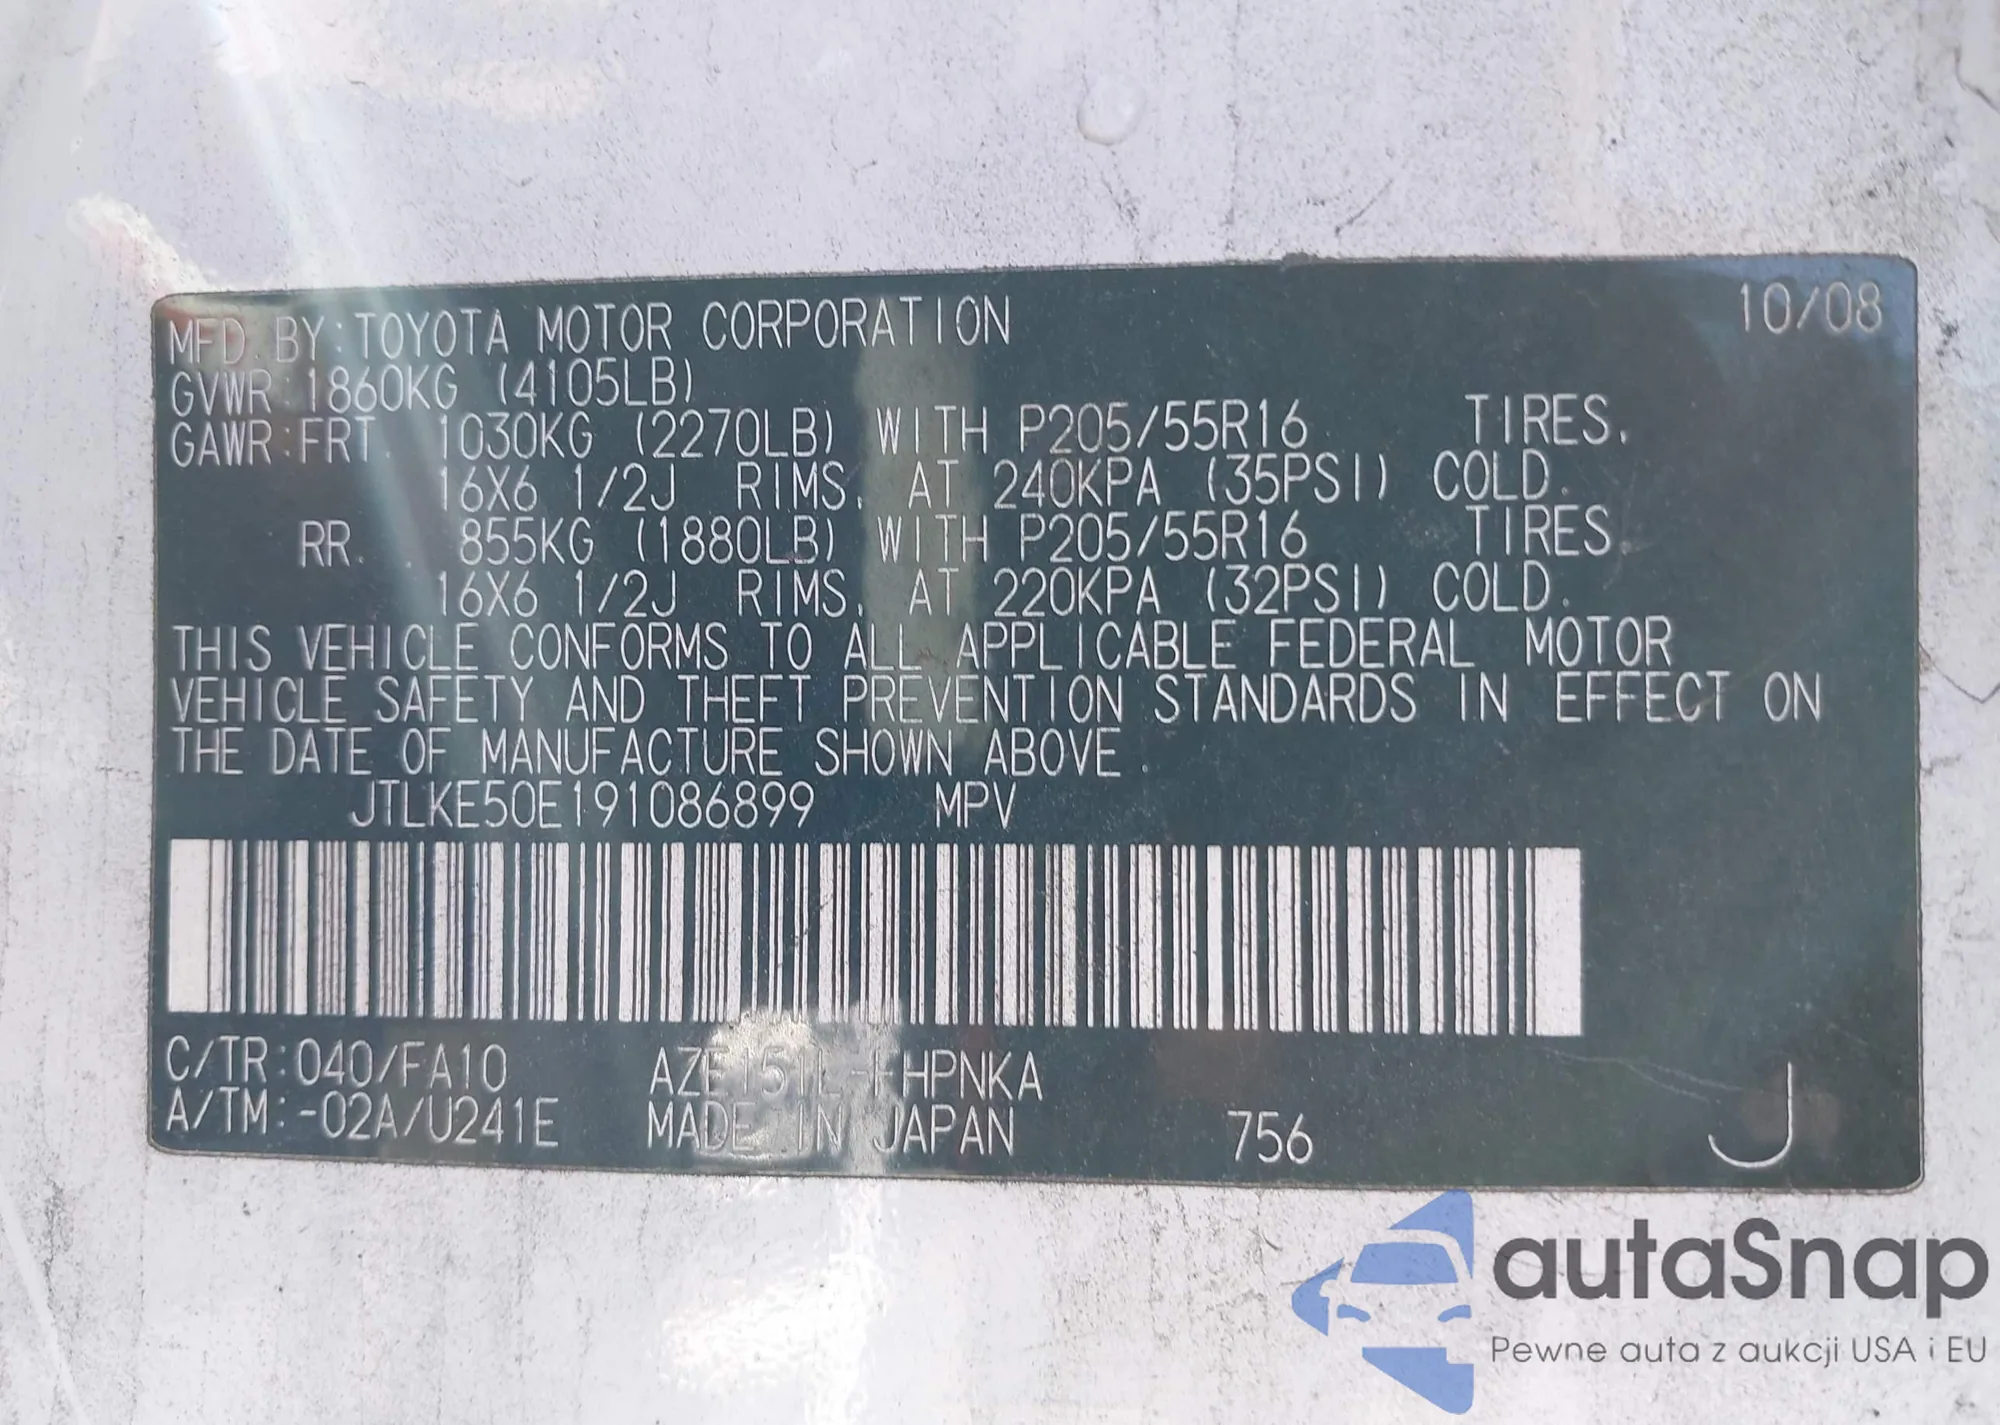 MFD. BY:TOYOTA MOTOR CORPORATION 10/08
GVWR:1860KG (4105LB)
GAWR:FRT. 1030KG (2270LB) WITH P205/55R16 TIRES,
16X6 1/2J RIMS, AT 240KPA (35PSI) COLD.
RR. 855KG (1880LB) WITH P205/55R16 TIRES
16X6 1/2J RIMS, AT 220KPA (32PSI) COLD.
THIS VEHICLE CONFORMS TO ALL APPLICABLE FEDERAL MOTOR
VEHICLE SAFETY AND THEFT PREVENTION STANDARDS IN EFFECT ON
THE DATE OF MANUFACTURE SHOWN ABOVE.
JTLKE50E191086899 MPV
C/TR:040/FA10
A/TM:-02A/U241E
MADE IN JAPAN 756 J
autaSnap
Pewne auta z aukcji USA i EU